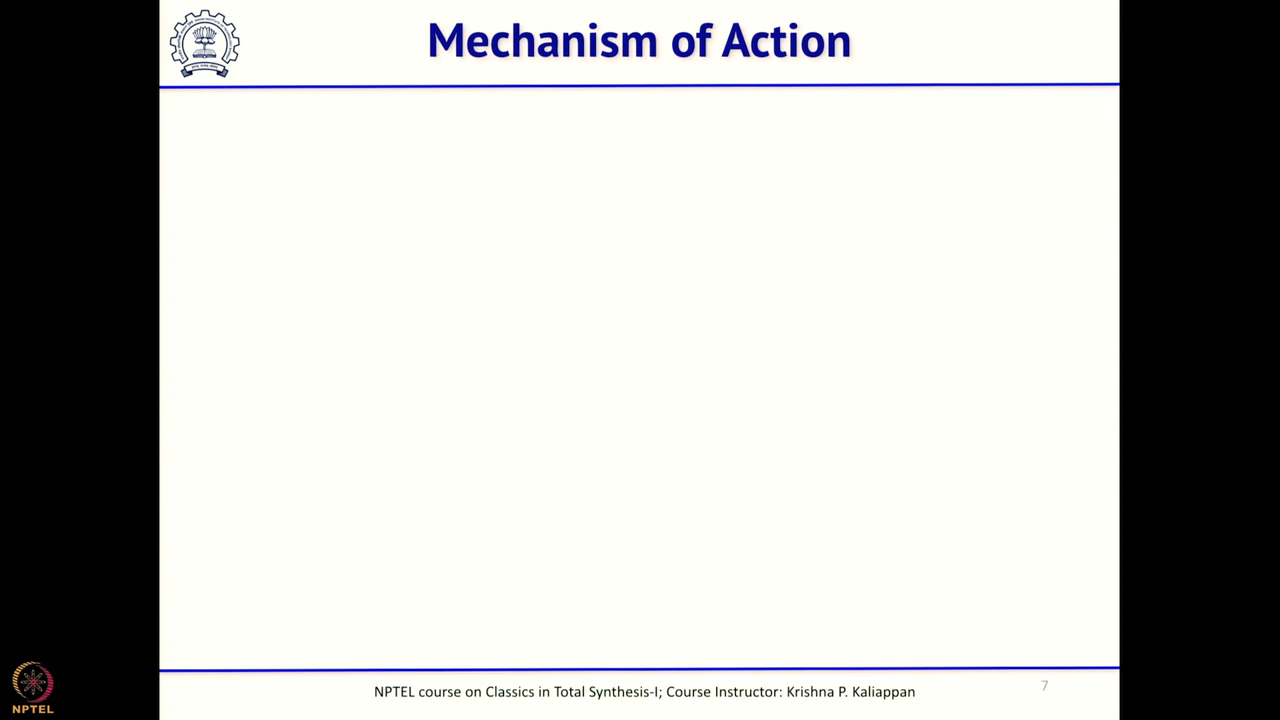 Mechanism of Action
NPTEL course on Classics in Total Synthesis-I; Course Instructor: Krishna P. Kaliappan
7
NPTEL